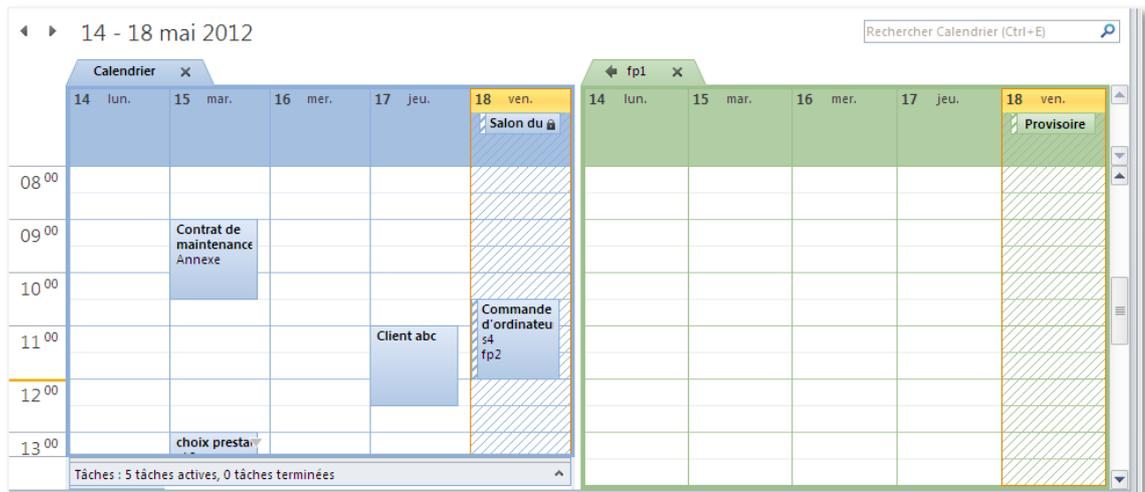 14 - 18 mai 2012
Rechercher Calendrier (Ctrl+E)
Calendrier
fp1
14 lun. 15 mar. 16 mer. 17 jeu. 18 ven.
14 lun. 15 mar. 16 mer. 17 jeu. 18 ven.
Salon du
Provisoire
08 00
09 00
Contrat de
maintenance
Annexe
10 00
Commande
d'ordinateu
s4
fp2
11 00
Client abc
12 00
13 00
choix presta
Tâches : 5 tâches actives, 0 tâches terminées